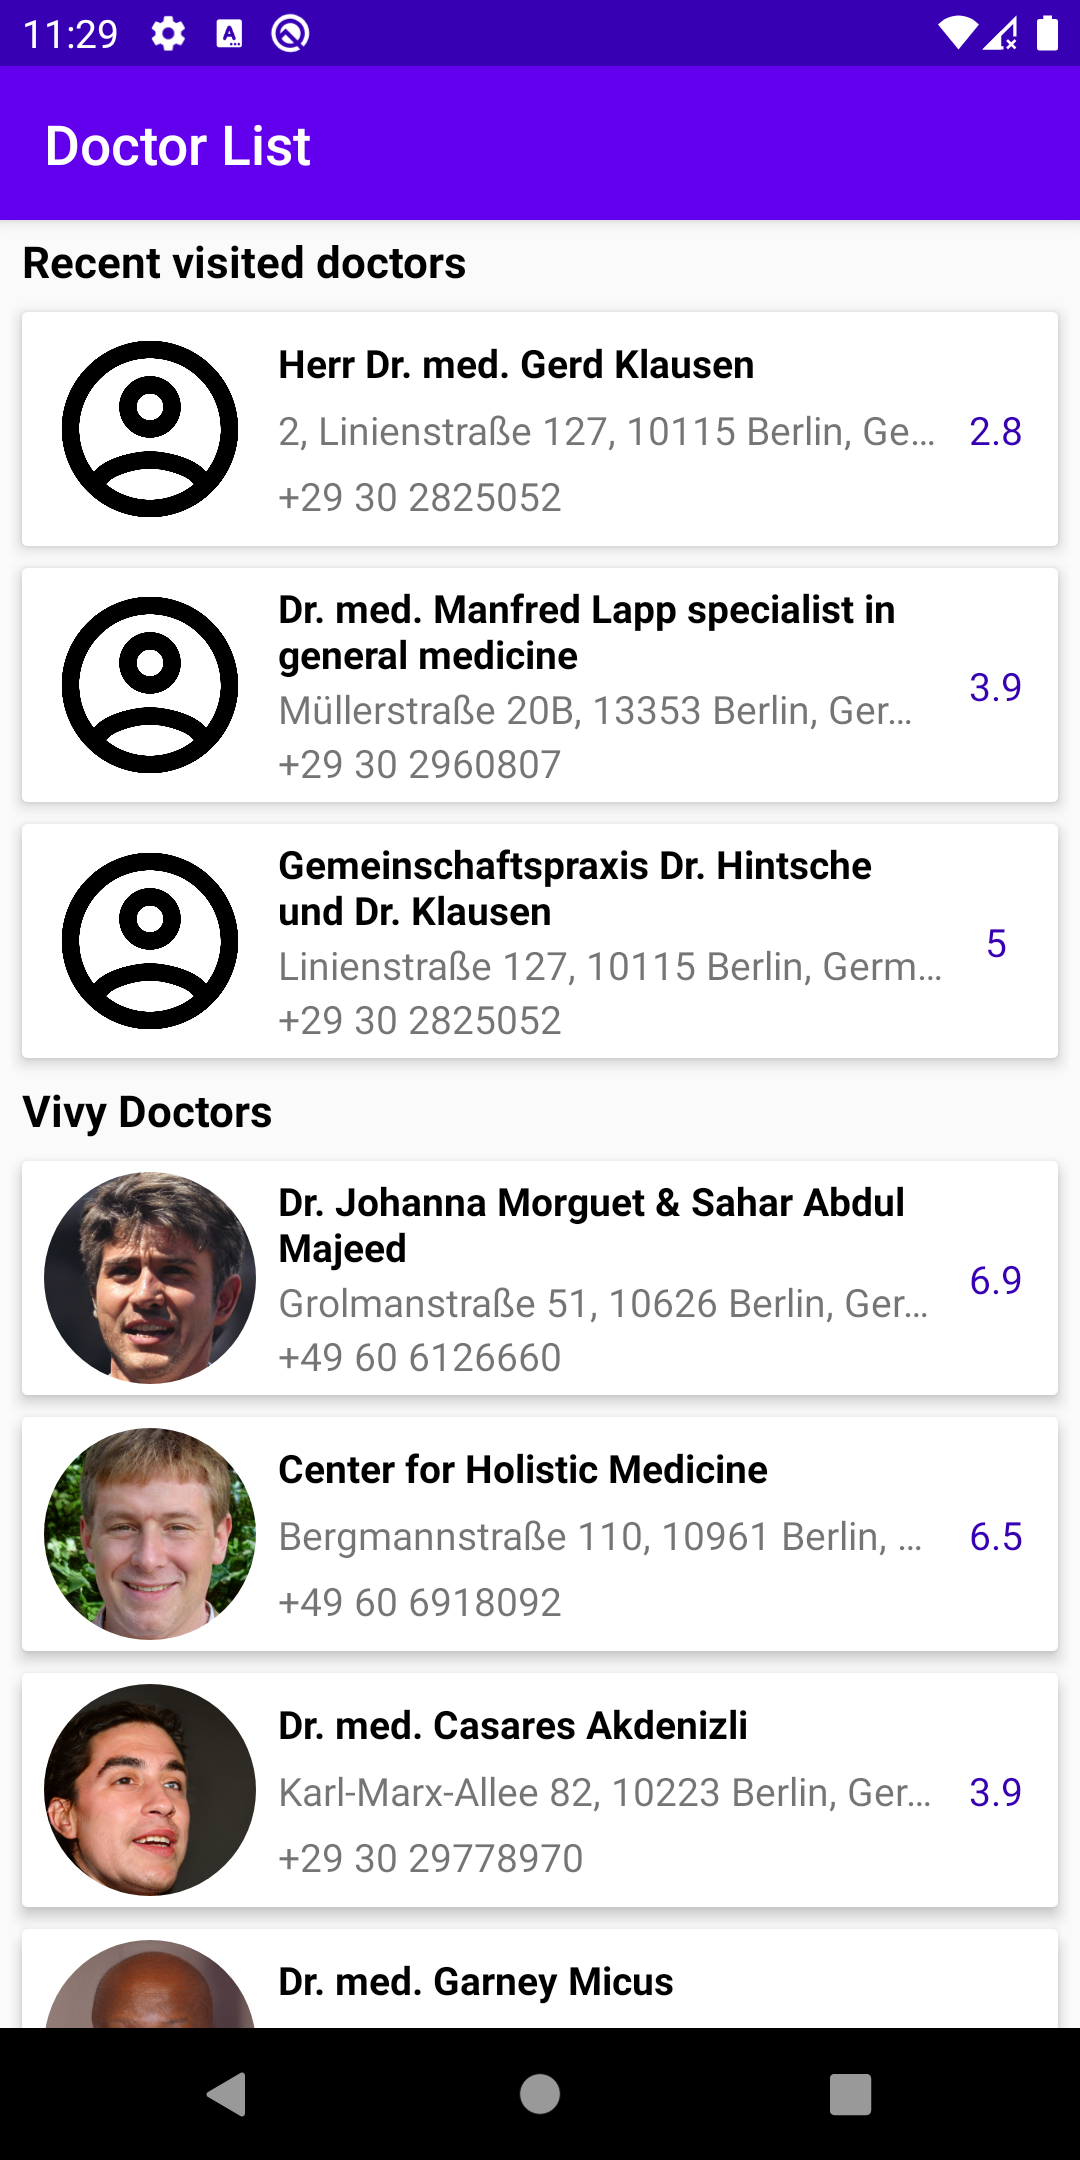 11:29
Doctor List
Recent visited doctors
Herr Dr. med. Gerd Klausen
2, Linienstraße 127, 10115 Berlin, Ge...
2.8
+29 30 2825052
Dr. med. Manfred Lapp specialist in
general medicine
Müllerstraße 20B, 13353 Berlin, Ger...
3.9
+29 30 2960807
Gemeinschaftspraxis Dr. Hintsche
und Dr. Klausen
Linienstraße 127, 10115 Berlin, Germ...
5
+29 30 2825052
Vivy Doctors
Dr. Johanna Morguet & Sahar Abdul
Majeed
Grolmanstraße 51, 10626 Berlin, Ger...
6.9
+49 60 6126660
Center for Holistic Medicine
Bergmannstraße 110, 10961 Berlin, ...
6.5
+49 60 6918092
Dr. med. Casares Akdenizli
Karl-Marx-Allee 82, 10223 Berlin, Ger...
3.9
+29 30 29778970
Dr. med. Garney Micus